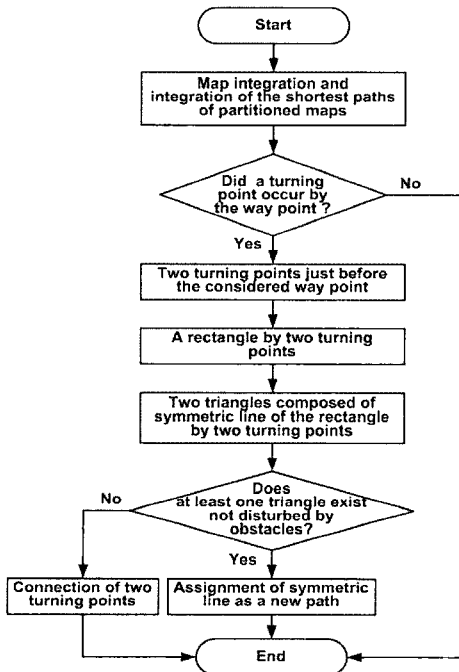 Start
Map integration and
integration of the shortest paths
of partitioned maps
Did a turning
point occur by
the way point ?
No
Yes
Two turning points just before
the considered way point
A rectangle by two turning
points
Two triangles composed of
symmetric line of the rectangle
by two turning points
Does
at least one triangle exist
not disturbed by
obstacles?
No
Yes
Connection of two
turning points
Assignment of symmetric
line as a new path
End